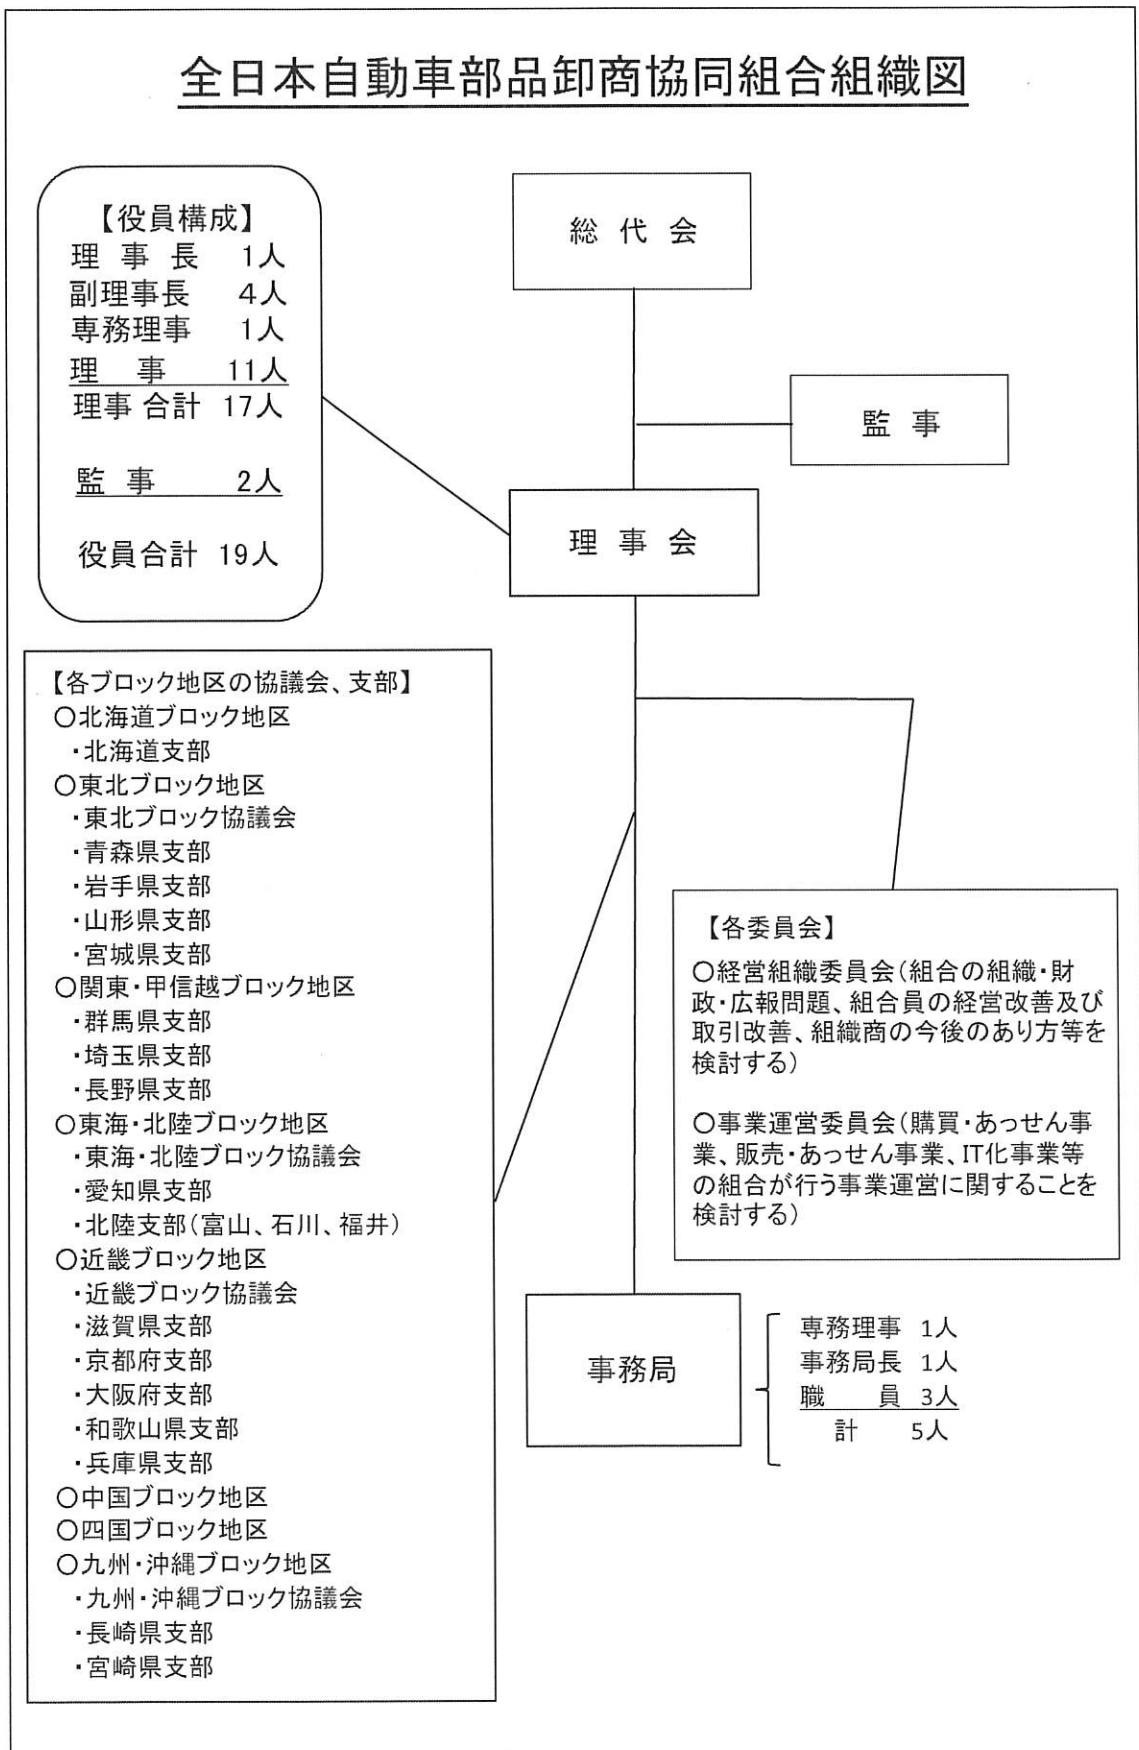 全日本自動車部品卸商協同組合組織図
【役員構成】
理 事 長 1人
副理事長 4人
専務理事 1人
理 事 11人
理事 合計 17人
監 事 2人
役員合計 19人
総 代 会
監 事
理 事 会
【各ブロック地区の協議会、支部】
○北海道ブロック地区
・北海道支部
○東北ブロック地区
・東北ブロック協議会
・青森県支部
・岩手県支部
・山形県支部
・宮城県支部
○関東・甲信越ブロック地区
・群馬県支部
・埼玉県支部
・長野県支部
○東海・北陸ブロック地区
・東海・北陸ブロック協議会
・愛知県支部
・北陸支部(富山、石川、福井)
○近畿ブロック地区
・近畿ブロック協議会
・滋賀県支部
・京都府支部
・大阪府支部
・和歌山県支部
・兵庫県支部
○中国ブロック地区
○四国ブロック地区
○九州・沖縄ブロック地区
・九州・沖縄ブロック協議会
・長崎県支部
・宮崎県支部
【各委員会】
○経営組織委員会(組合の組織・財
政・広報問題、組合員の経営改善及び
取引改善、組織商の今後のあり方等を
検討する)
○事業運営委員会(購買・あっせん事
業、販売・あっせん事業、IT化事業等
の組合が行う事業運営に関することを
検討する)
事務局
専務理事 1人
事務局長 1人
職 員 3人
計 5人